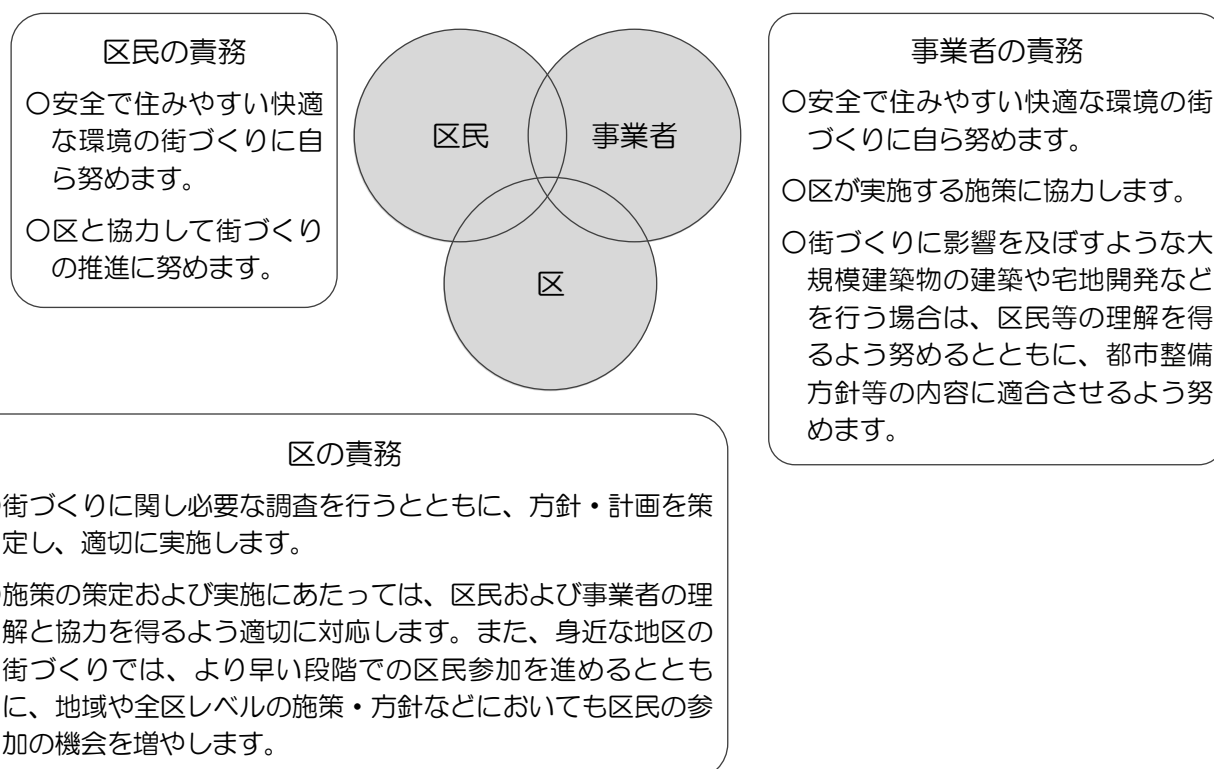 区民の責務
〇安全で住みやすい快適
な環境の街づくりに自
ら努めます。
〇区と協力して街づくり
の推進に努めます。
区民
事業者
区
事業者の責務
〇安全で住みやすい快適な環境の街
づくりに自ら努めます。
〇区が実施する施策に協力します。
〇街づくりに影響を及ぼすような大
規模建築物の建築や宅地開発など
を行う場合は、区民等の理解を得
るよう努めるとともに、都市整備
方針等の内容に適合させるよう努
めます。
区の責務
街づくりに関し必要な調査を行うとともに、方針・計画を策
定し、適切に実施します。
施策の策定および実施にあたっては、区民および事業者の理
解と協力を得るよう適切に対応します。また、身近な地区の
街づくりでは、より早い段階での区民参加を進めるととも
に、地域や全区レベルの施策・方針などにおいても区民の参
加の機会を増やします。